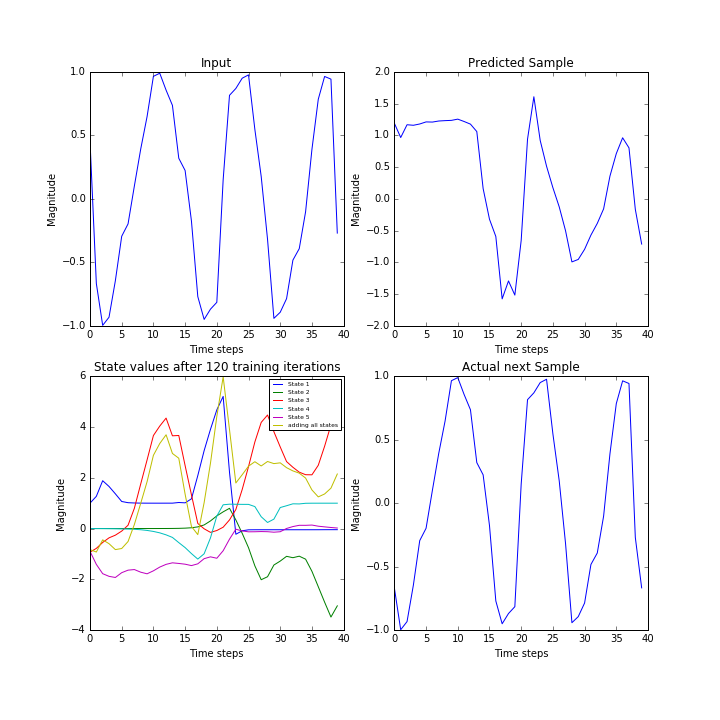 Input
Magnitude
1.0
0.5
0.0
−0.5
−1.0
0 5 10 15 20 25 30 35 40
Time steps
Predicted Sample
Magnitude
2.0
1.5
1.0
0.5
0.0
−0.5
−1.0
−1.5
−2.0
0 5 10 15 20 25 30 35 40
Time steps
State values after 120 training iterations
Magnitude
6
4
2
0
−2
−4
0 5 10 15 20 25 30 35 40
Time steps
State 1
State 2
State 3
State 4
State 5
adding all states
Actual next Sample
Magnitude
1.0
0.5
0.0
−0.5
−1.0
0 5 10 15 20 25 30 35 40
Time steps